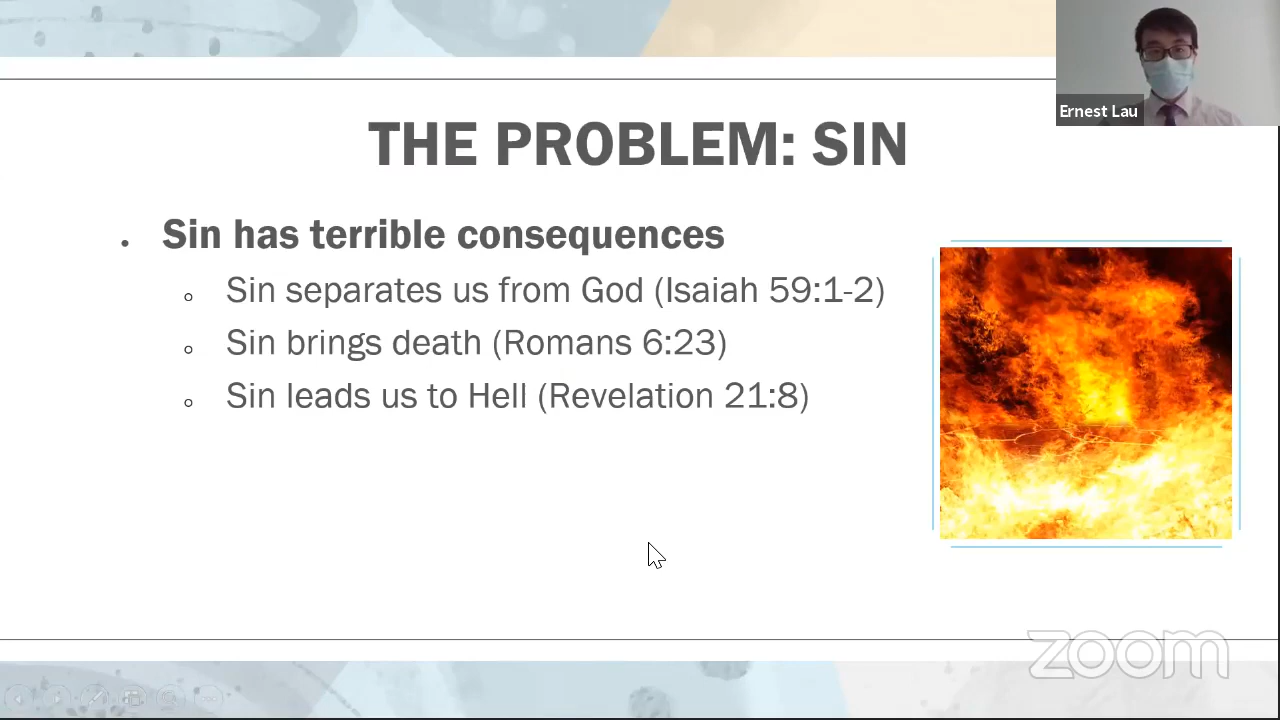 Ernest Lau
THE PROBLEM: SIN
Sin has terrible consequences
Sin separates us from God (Isaiah 59:1-2)
Sin brings death (Romans 6:23)
Sin leads us to Hell (Revelation 21:8)
zoom